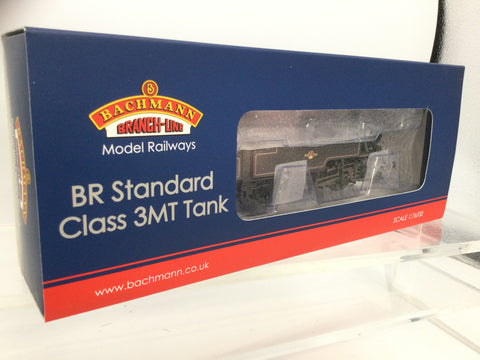 BACHMANN
BRANCH-LINE
Model Railways
BR Standard
Class 3MT Tank
www.bachmann.co.uk
SCALE 1:76/OO